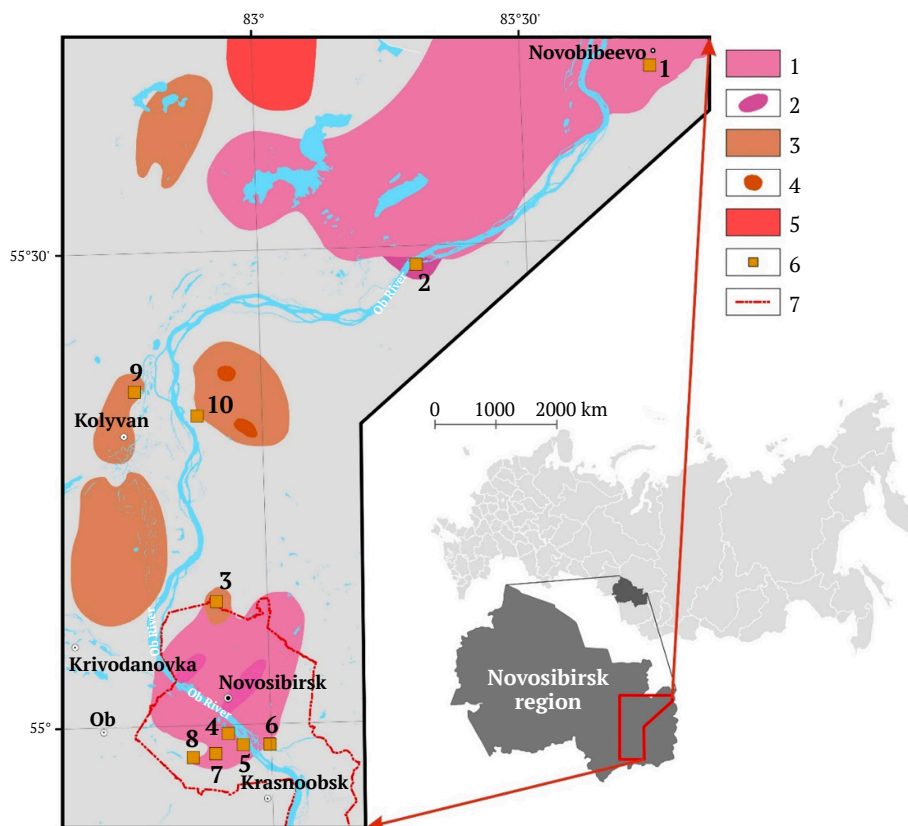 83°
83°30'
Novobibeevo
1
1
2
3
4
5
6
7
55°30'
2
Ob River
9
10
Kolyvan
0 1000 2000 km
3
Ob River
Krivodanovka
Novosibirsk
Novosibirsk
region
Ob River
Ob
55°
4
6
8
5
7
Krasnoobsk